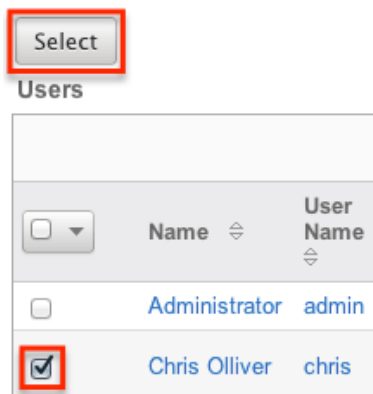 Select
Users
Name
User
Name
Administrator admin
Chris Olliver chris